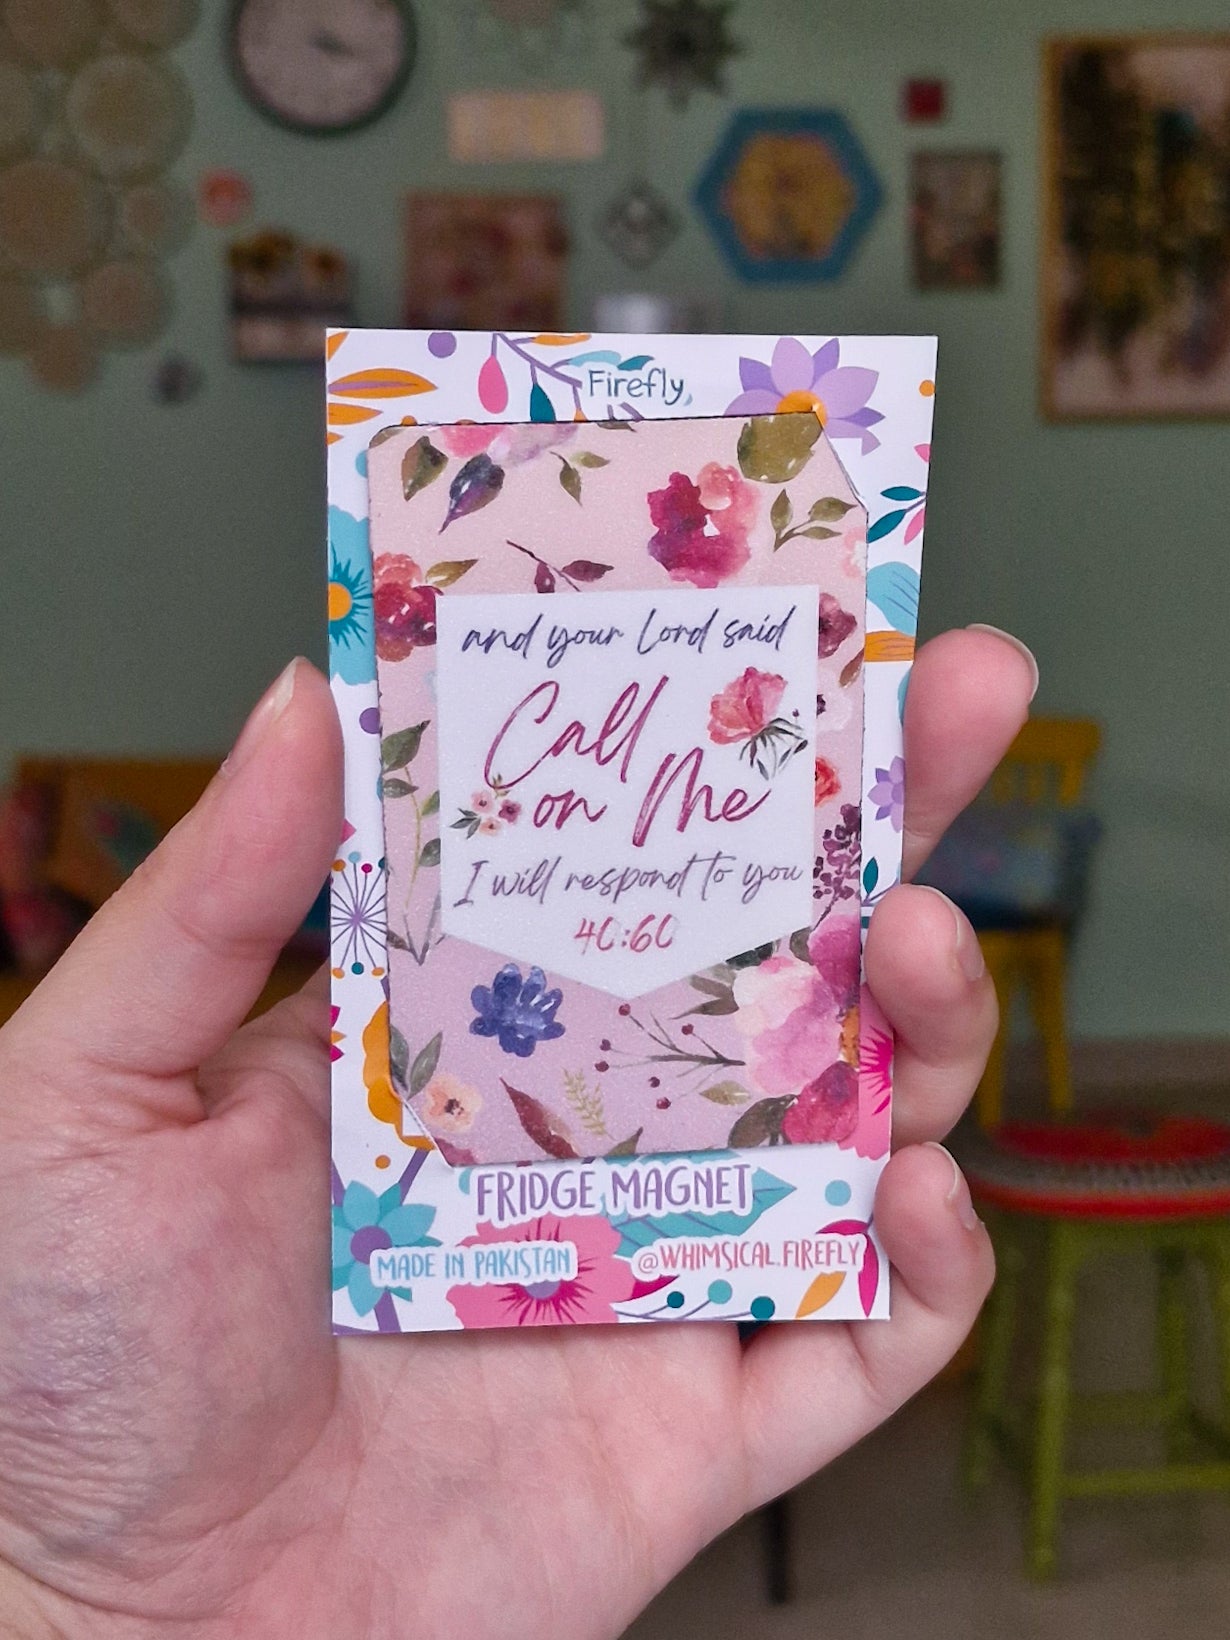 Firefly
and your Lord said
Call
on Me
I will respond to you
40:60
FRIDGE MAGNET
MADE IN PAKISTAN
@WHIMSICAL.FIREFLY